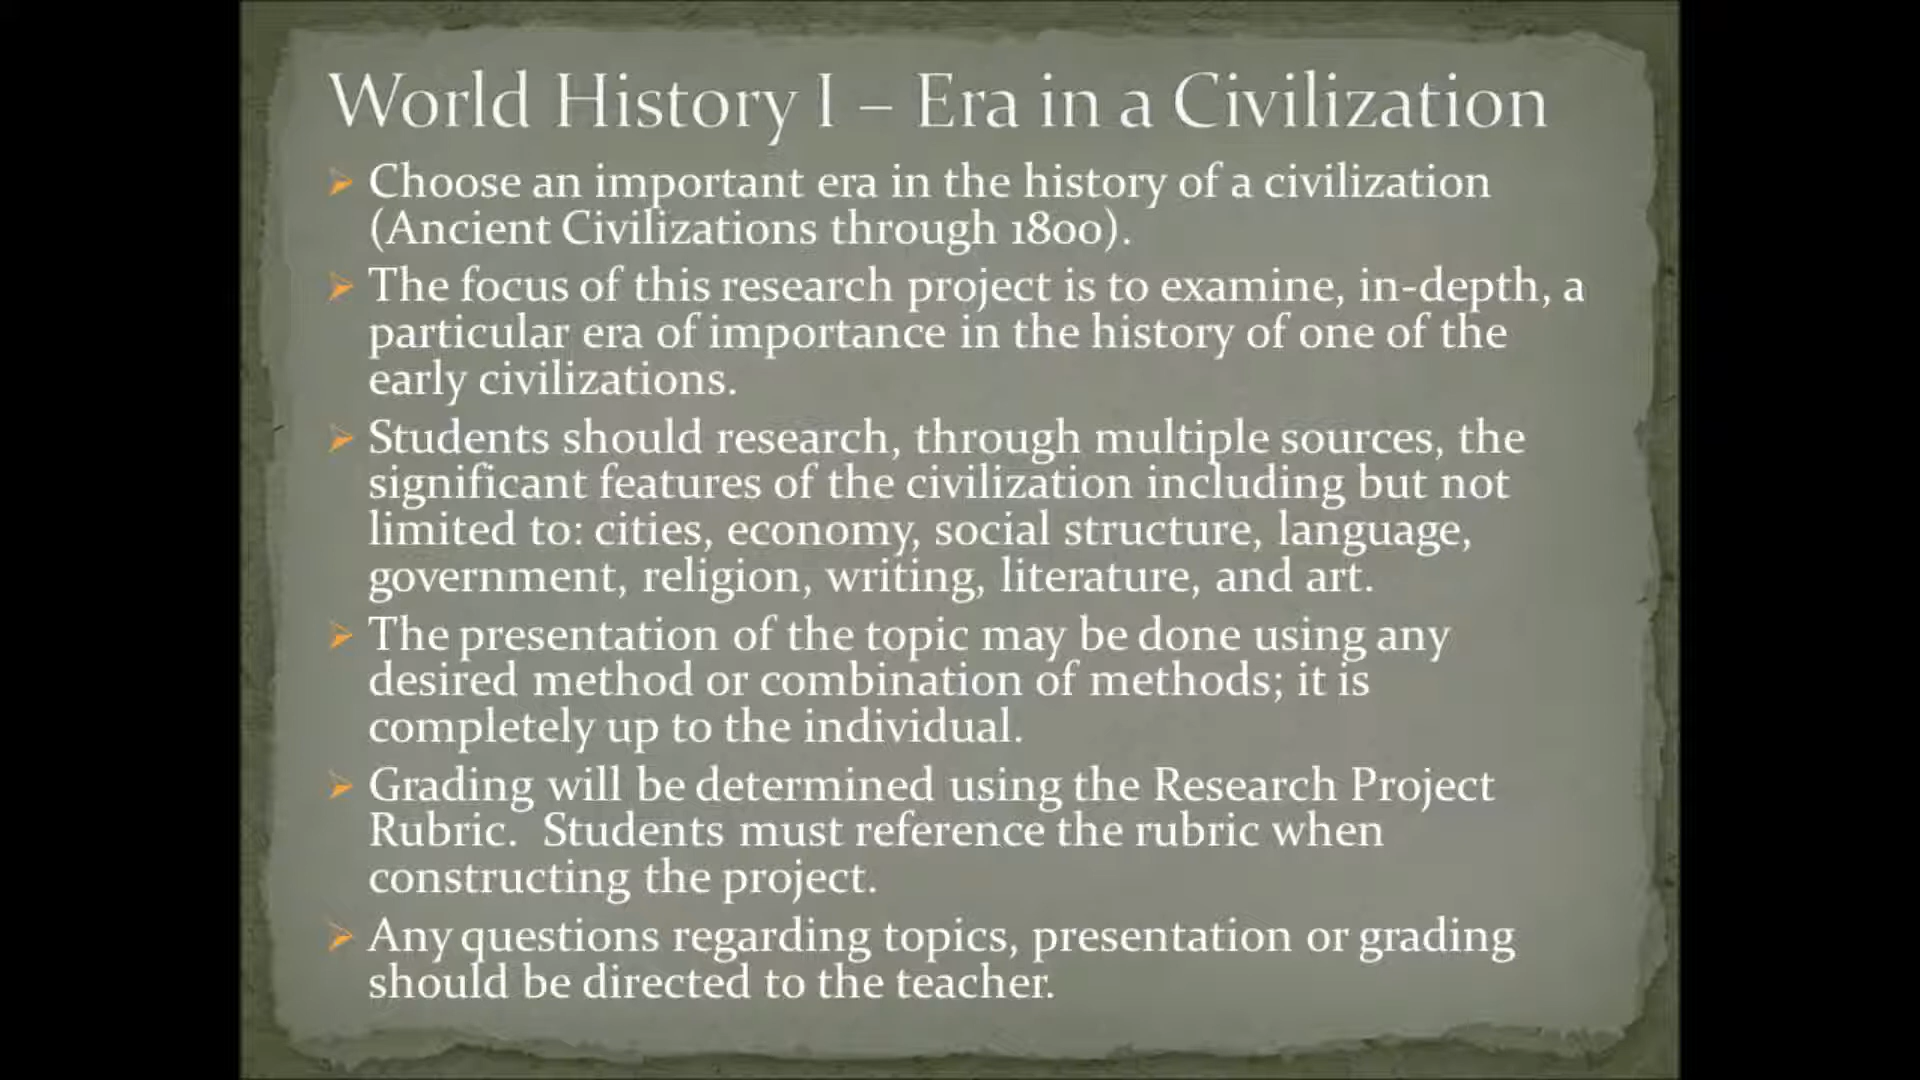 World History I – Era in a Civilization
Choose an important era in the history of a civilization
(Ancient Civilizations through 1800).
The focus of this research project is to examine, in-depth, a
particular era of importance in the history of one of the
early civilizations.
Students should research, through multiple sources, the
significant features of the civilization including but not
limited to: cities, economy, social structure, language,
government, religion, writing, literature, and art.
The presentation of the topic may be done using any
desired method or combination of methods; it is
completely up to the individual.
Grading will be determined using the Research Project
Rubric.  Students must reference the rubric when
constructing the project.
Any questions regarding topics, presentation or grading
should be directed to the teacher.